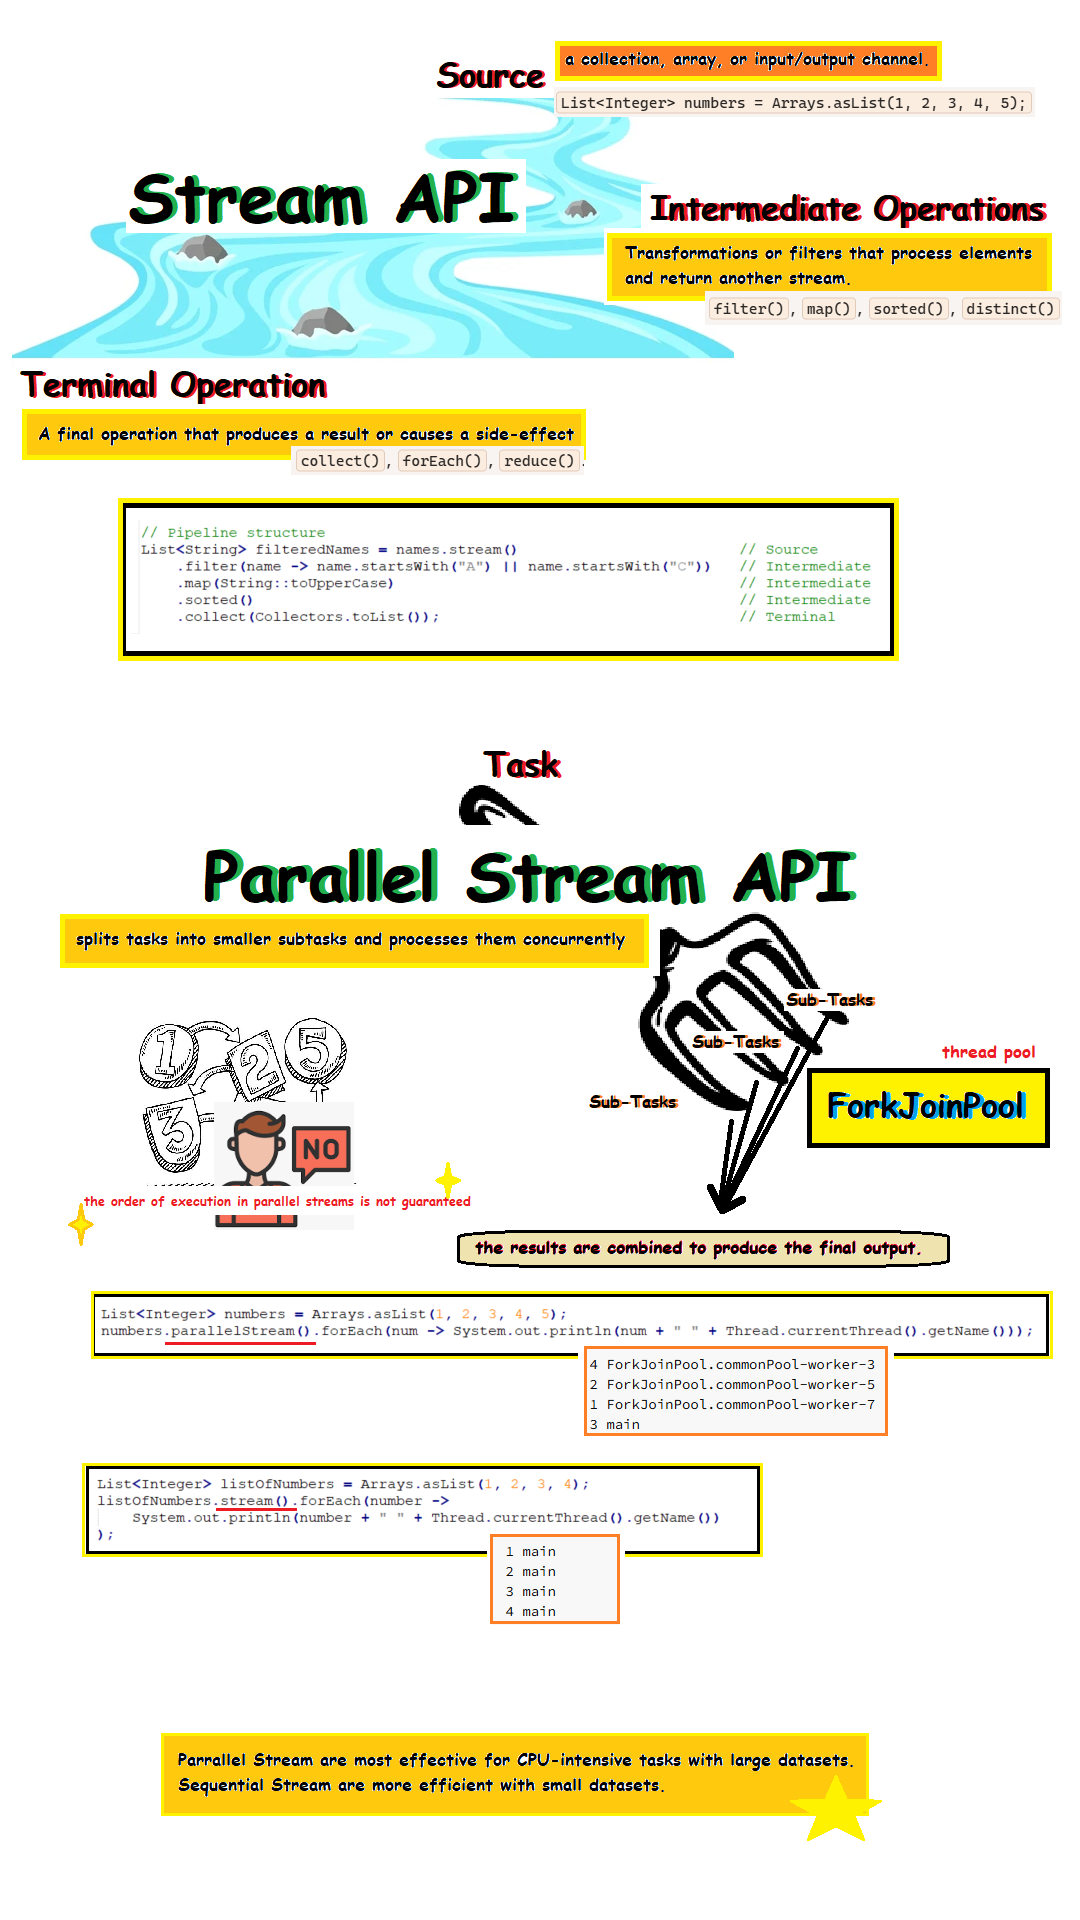 Source
a collection, array, or input/output channel.
List<Integer> numbers = Arrays.asList(1, 2, 3, 4, 5);
Stream API
Intermediate Operations
Transformations or filters that process elements
and return another stream.
filter(), map(), sorted(), distinct()
Terminal Operation
A final operation that produces a result or causes a side-effect
collect(), forEach(), reduce().
// Pipeline structure
List<String> filteredNames = names.stream() // Source
.filter(name -> name.startsWith("A") || name.startsWith("C")) // Intermediate
.map(String::toUpperCase) // Intermediate
.sorted() // Intermediate
.collect(Collectors.toList()); // Terminal
Task
Parallel Stream API
splits tasks into smaller subtasks and processes them concurrently
Sub-Tasks
Sub-Tasks
Sub-Tasks
thread pool
ForkJoinPool
1 2 5
3
NO
the order of execution in parallel streams is not guaranteed
the results are combined to produce the final output.
List<Integer> numbers = Arrays.asList(1, 2, 3, 4, 5);
numbers.parallelStream().forEach(num -> System.out.println(num + " " + Thread.currentThread().getName()));
4 ForkJoinPool.commonPool-worker-3
2 ForkJoinPool.commonPool-worker-5
1 ForkJoinPool.commonPool-worker-7
3 main
List<Integer> listOfNumbers = Arrays.asList(1, 2, 3, 4);
listOfNumbers.stream().forEach(number ->
System.out.println(number + " " + Thread.currentThread().getName())
);
1 main
2 main
3 main
4 main
Parrallel Stream are most effective for CPU-intensive tasks with large datasets.
Sequential Stream are more efficient with small datasets.